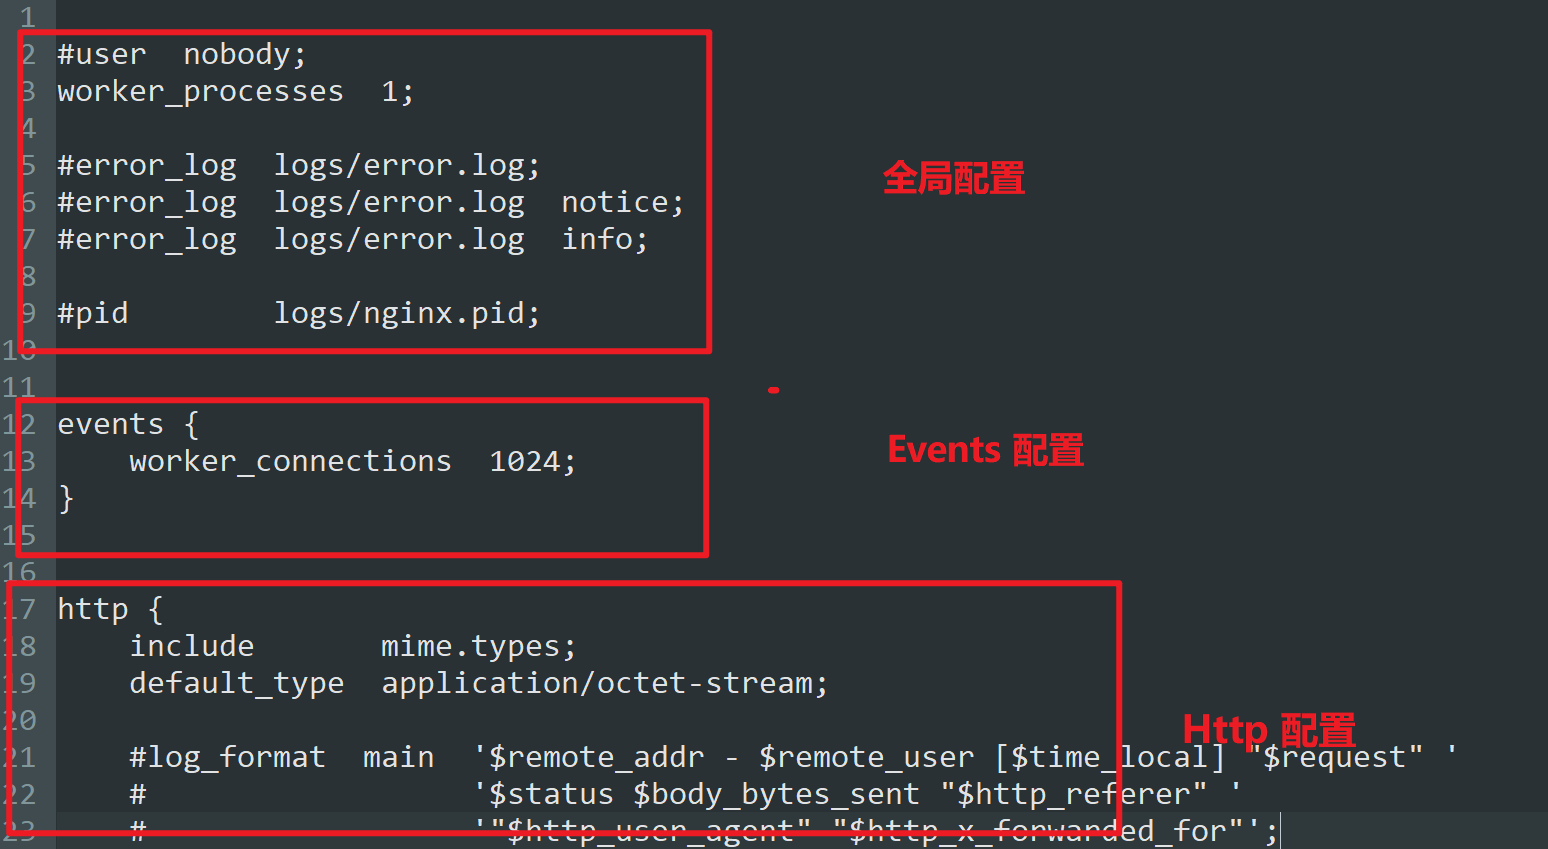 1
2 #user  nobody;
3 worker_processes  1;
4
5 #error_log  logs/error.log;
6 #error_log  logs/error.log  notice;
7 #error_log  logs/error.log  info;
8
9 #pid        logs/nginx.pid;
10
全局配置
11
12 events {
13     worker_connections  1024;
14 }
15
Events 配置
16
17 http {
18     include       mime.types;
19     default_type  application/octet-stream;
20
21     #log_format  main  '$remote_addr - $remote_user [$time_local] "$request" '
22     #                  '$status $body_bytes_sent "$http_referer" '
23     #                  '"$http_user_agent" "$http_x_forwarded_for"';
Http 配置